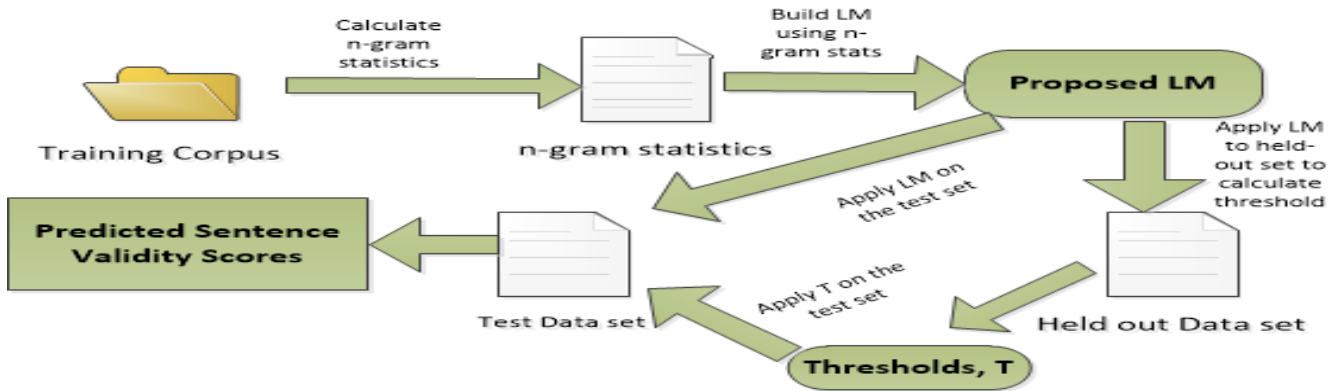 Calculate
n-gram
statistics
Build LM
using n-
gram stats
Proposed LM
Training Corpus
n-gram statistics
Apply LM
to held-
out set to
calculate
threshold
Apply LM on
the test set
Predicted Sentence
Validity Scores
Apply T on the
test set
Test Data set
Held out Data set
Thresholds, T